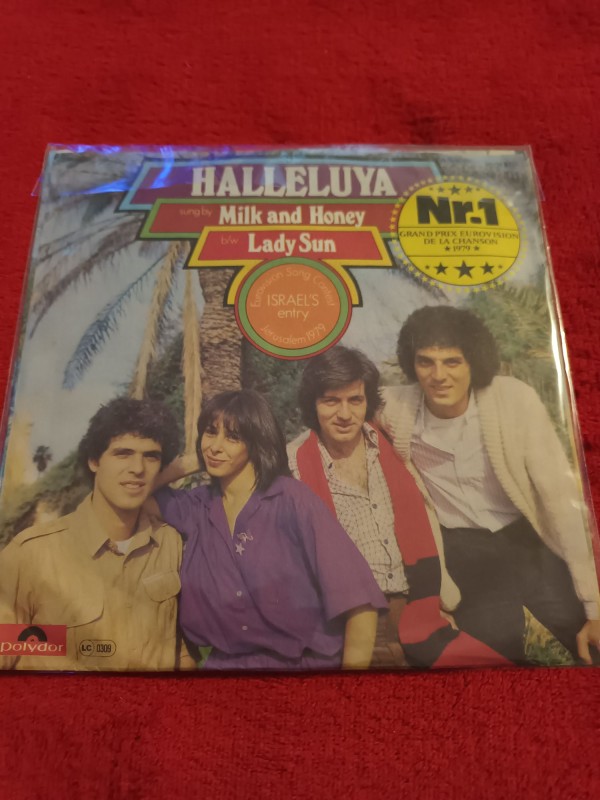 HALLELUYA
sung by Milk and Honey
b/w Lady Sun
Nr.1
GRAND PRIX EUROVISION
DE LA CHANSON
★ 1979 ★
Eurovision Song Contest
ISRAEL'S
entry
Jerusalem 1979
polydor
LC 0309